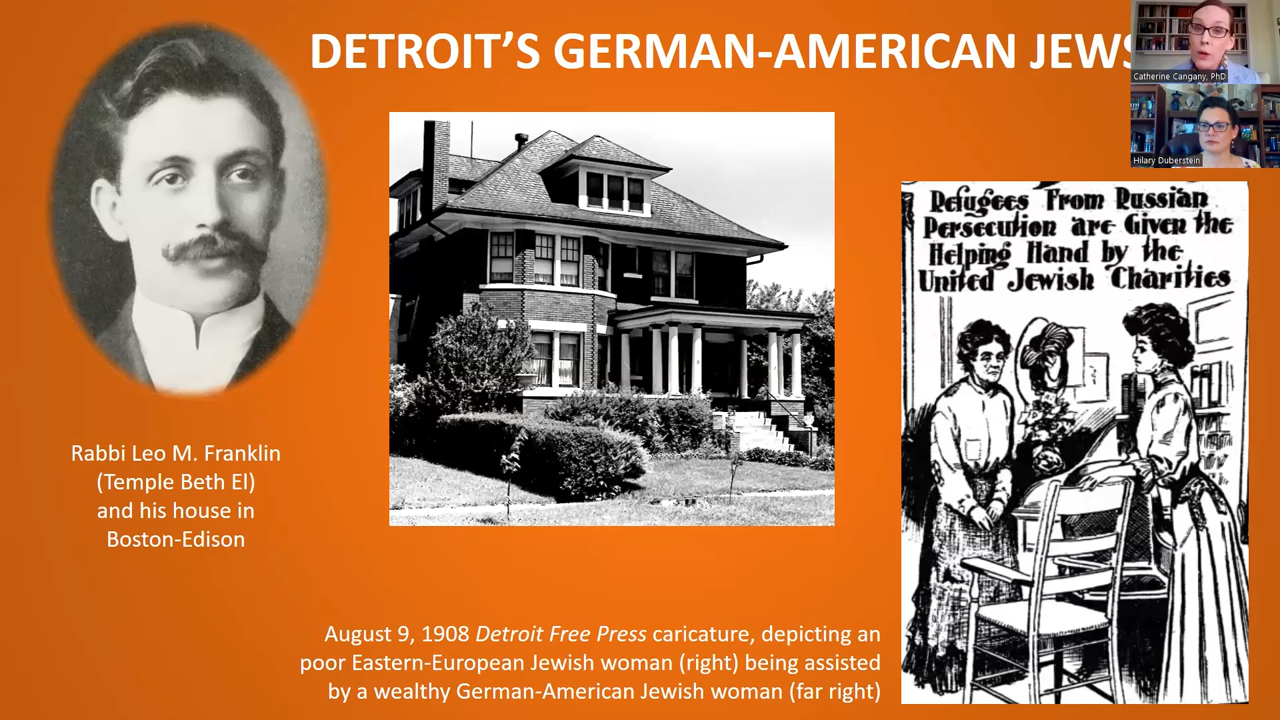 DETROIT'S GERMAN-AMERICAN JEWS
Catherine Cangany, PhD
Hilary Duberstein
Refugees From Russian
Persecution are Given the
Helping Hand by the
United Jewish Charities
Rabbi Leo M. Franklin
(Temple Beth El)
and his house in
Boston-Edison
August 9, 1908 Detroit Free Press caricature, depicting an
poor Eastern-European Jewish woman (right) being assisted
by a wealthy German-American Jewish woman (far right)